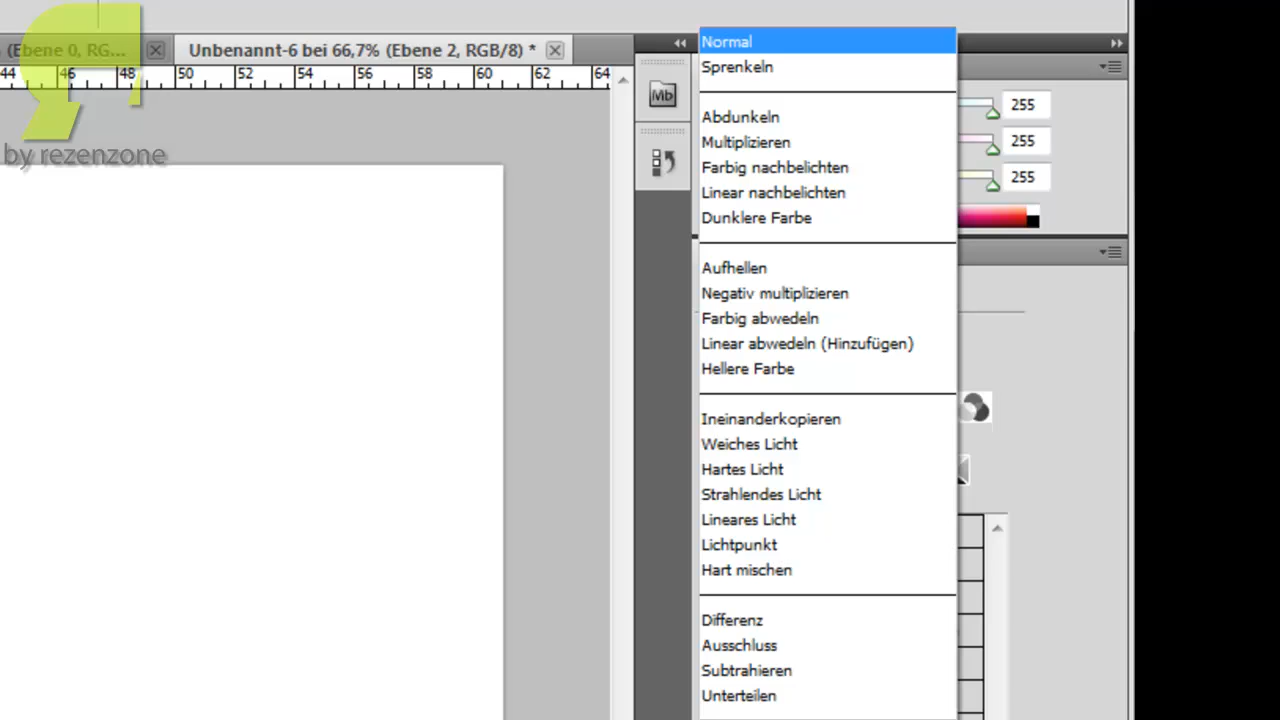 (Ebene 0, RG...
Unbenannt-6 bei 66,7% (Ebene 2, RGB/8) *
44 46 48 50 52 54 56 58 60 62 64
by rezenzone
Mb
Normal
Sprenkeln
Abdunkeln
Multiplizieren
Farbig nachbelichten
Linear nachbelichten
Dunklere Farbe
Aufhellen
Negativ multiplizieren
Farbig abwedeln
Linear abwedeln (Hinzufügen)
Hellere Farbe
Ineinanderkopieren
Weiches Licht
Hartes Licht
Strahlendes Licht
Lineares Licht
Lichtpunkt
Hart mischen
Differenz
Ausschluss
Subtrahieren
Unterteilen
255
255
255